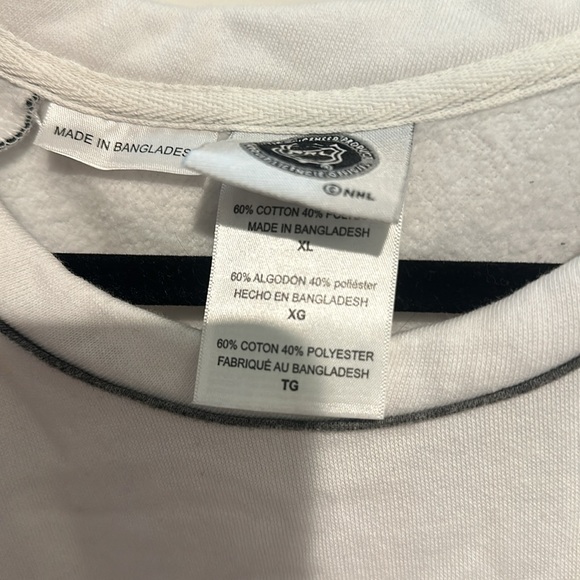 MADE IN BANGLADES
NHL
© NHL
60% COTTON 40%
MADE IN BANGLADESH
XL
60% ALGODÓN 40% poliéster
HECHO EN BANGLADESH
XG
60% COTON 40% POLYESTER
FABRIQUÉ AU BANGLADESH
TG